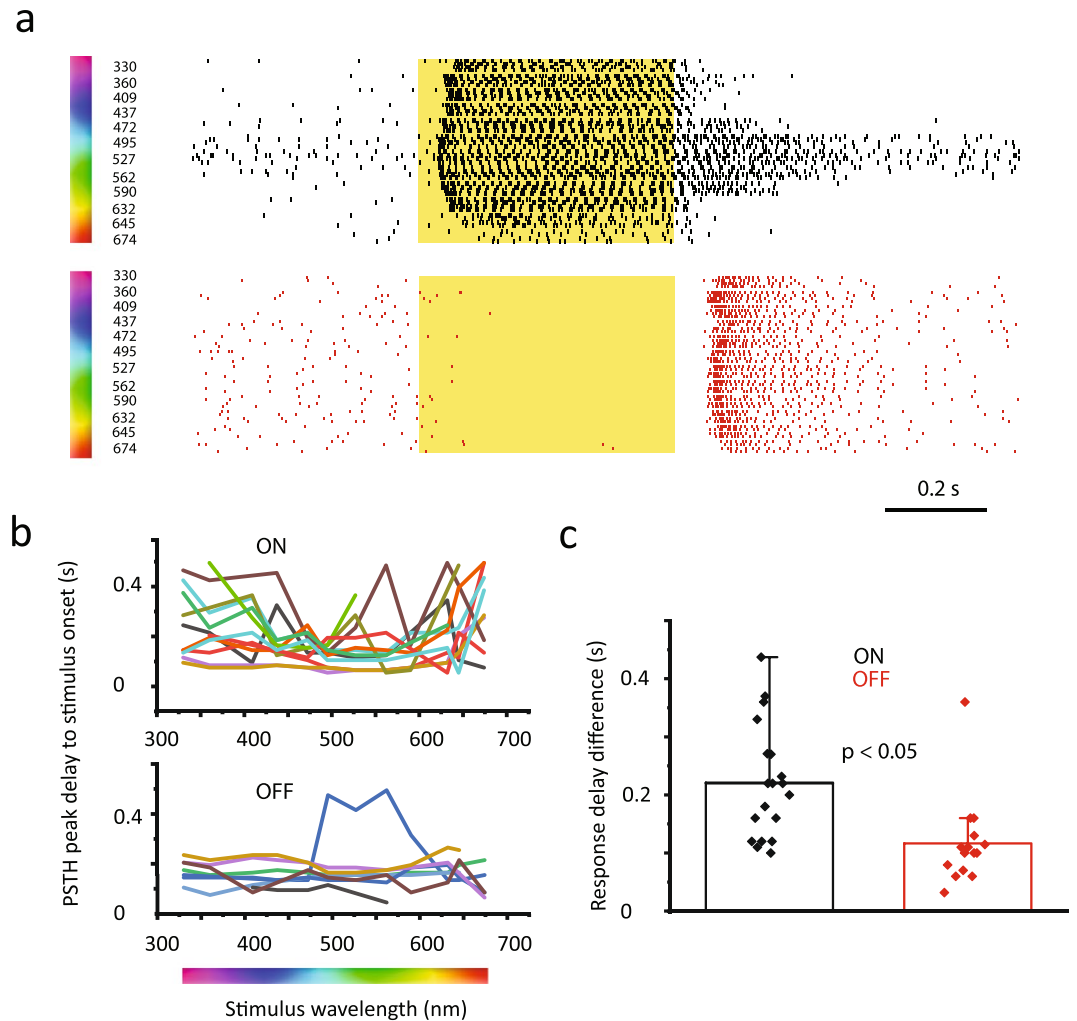 a
330
360
409
437
472
495
527
562
590
632
645
674
330
360
409
437
472
495
527
562
590
632
645
674
0.2 s
b
PSTH peak delay to stimulus onset (s)
ON
0.4
0
300 400 500 600 700
OFF
0.4
0
300 400 500 600 700
Stimulus wavelength (nm)
c
Response delay difference (s)
ON
OFF
p < 0.05
0.4
0.2
0